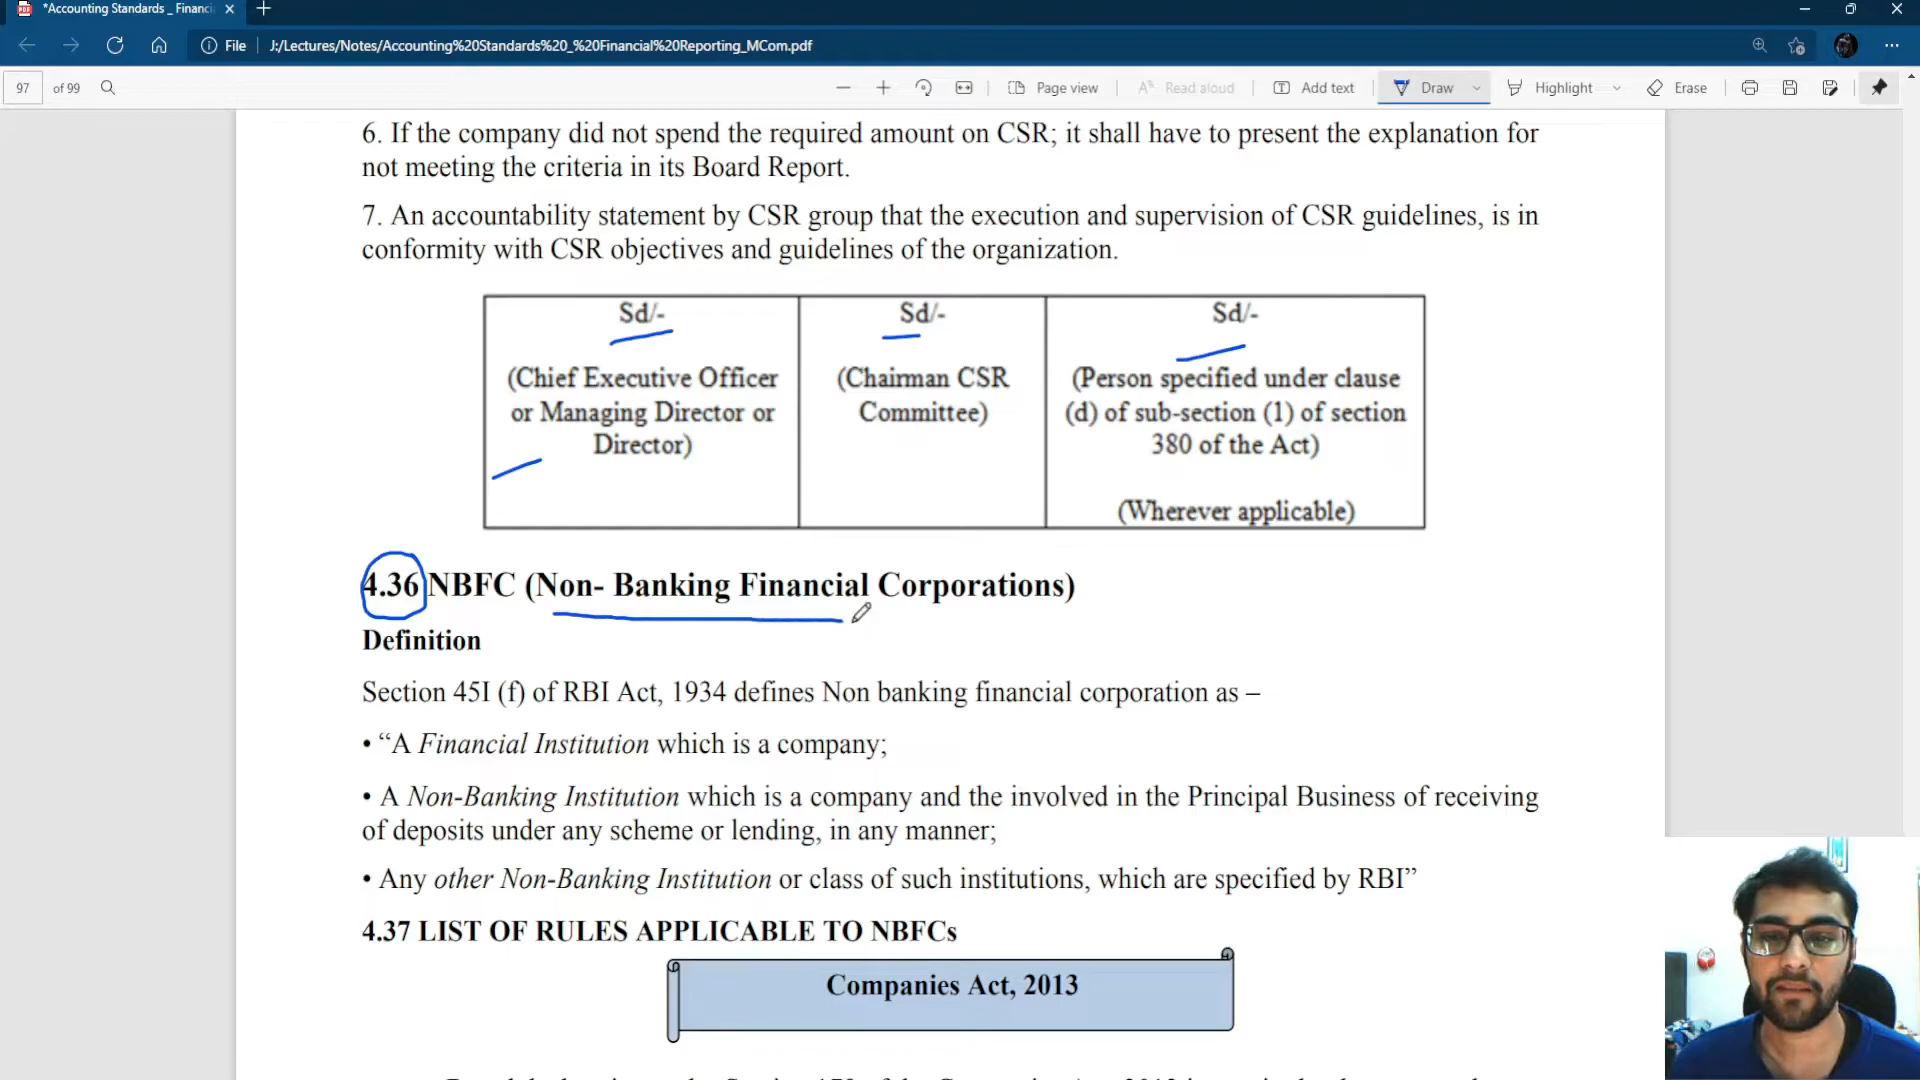 *Accounting Standards _ Financi
File
J:/Lectures/Notes/Accounting%20Standards%20_%20Financial%20Reporting_MCom.pdf
97 of 99
Page view
Read aloud
Add text
Draw
Highlight
Erase
6. If the company did not spend the required amount on CSR; it shall have to present the explanation for
not meeting the criteria in its Board Report.
7. An accountability statement by CSR group that the execution and supervision of CSR guidelines, is in
conformity with CSR objectives and guidelines of the organization.
Sd/-
(Chief Executive Officer
or Managing Director or
Director)
Sd/-
(Chairman CSR
Committee)
Sd/-
(Person specified under clause
(d) of sub-section (1) of section
380 of the Act)
(Wherever applicable)
4.36 NBFC (Non- Banking Financial Corporations)
Definition
Section 45I (f) of RBI Act, 1934 defines Non banking financial corporation as –
• “A Financial Institution which is a company;
• A Non-Banking Institution which is a company and the involved in the Principal Business of receiving
of deposits under any scheme or lending, in any manner;
• Any other Non-Banking Institution or class of such institutions, which are specified by RBI”
4.37 LIST OF RULES APPLICABLE TO NBFCs
Companies Act, 2013